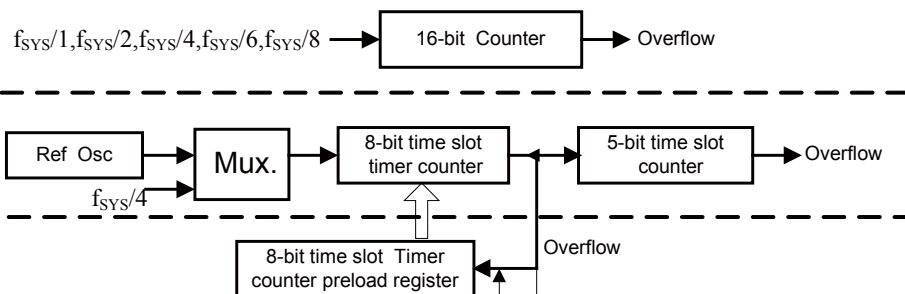 fSYS/1,fSYS/2,fSYS/4,fSYS/6,fSYS/8
16-bit Counter
Overflow
Ref Osc
fSYS/4
Mux.
8-bit time slot
timer counter
5-bit time slot
counter
Overflow
Overflow
8-bit time slot Timer
counter preload register